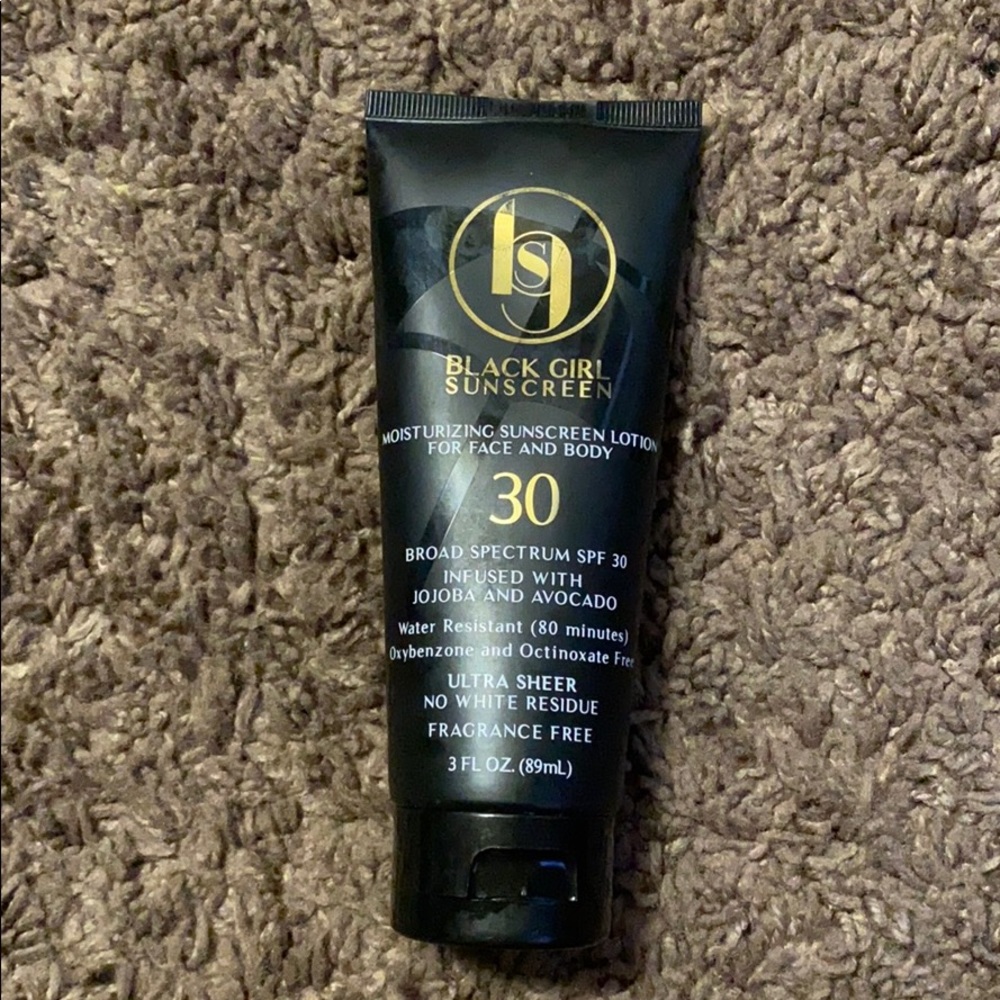 bsg
BLACK GIRL
SUNSCREEN
MOISTURIZING SUNSCREEN LOTION
FOR FACE AND BODY
30
BROAD SPECTRUM SPF 30
INFUSED WITH
JOJOBA AND AVOCADO
Water Resistant (80 minutes)
Oxybenzone and Octinoxate Free
ULTRA SHEER
NO WHITE RESIDUE
FRAGRANCE FREE
3 FL OZ. (89mL)